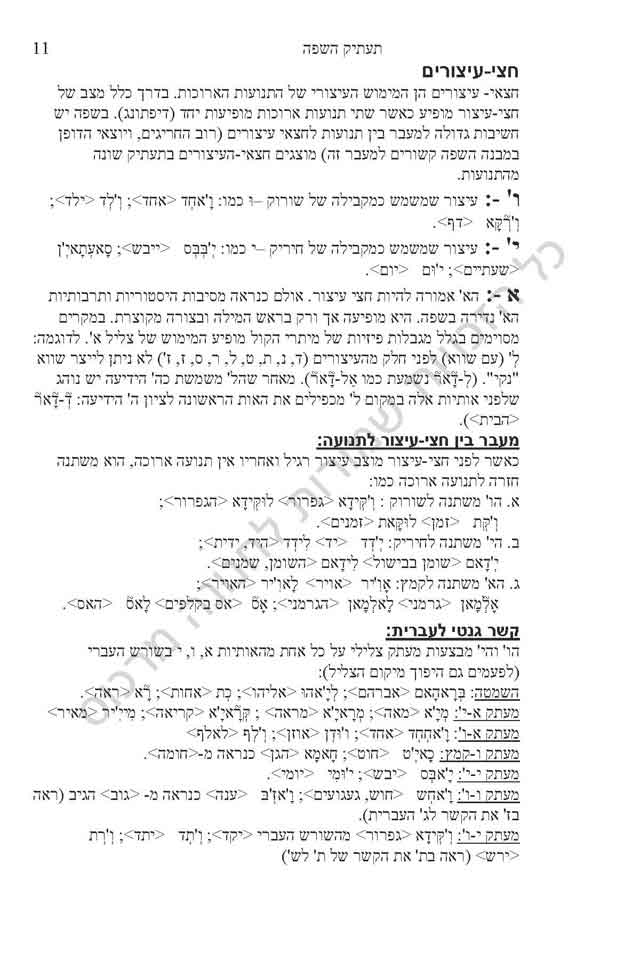 תעתיק השפה 11
חצי-עיצורים
חצאי- עיצורים הן המימוש העיצורי של התנועות הארוכות. בדרך כלל מצב של
חצי-עיצור מופיע כאשר שתי תנועות ארוכות מופיעות יחד (דיפתונג). בשפה יש
חשיבות גדולה למעבר בין תנועות לחצאי עיצורים (רוב החריגים, ויוצאי הדופן
במבנה השפה קשורים למעבר זה) מוצגים חצאי-העיצורים בתעתיק שונה
מהתנועות.
ו' -: עיצור שמשמש כמקבילה של שורוק –וּ כמו: וָ'אחְד <אחד>; וְ'לְד <ילד>;
<דף>.
י' -: עיצור שמשמש כמקבילה של חיריק –י כמו: יְ'בְּבְּס <ייבש>; סָאעְתָאיְ'ן
<שעתיים>; י'וּם <יום>.
א -: הא' אמורה להיות חצי עיצור. אולם כנראה מסיבות היסטוריות ותרבותיות
הא' נדירה בשפה. היא מופיעה אך ורק בראש המילה ובצורה מקוצרת. במקרים
מסוימים בגלל מגבלות פיזיות של מיתרי הקול מופיע המימוש של צליל א'. לדוגמה:
ל' (עם שווא) לפני חלק מהעיצורים (ד, נ, ת, ט, ל, ר, ס, ז, ז') לא ניתן לייצר שווא
"נקי". נשמעת כמו מאחר שהל' משמשת כה' הידיעה יש נוהג
שלפני אותיות אלה במקום ל' מכפילים את האות הראשונה לציון ה' הידיעה:
<הבית>).
מעבר בין חצי-עיצור לתנועה:
כאשר לפני חצי-עיצור מוצב עיצור רגיל ואחריו אין תנועה ארוכה, הוא משתנה
חזרה לתנועה ארוכה כמו:
א. הו' משתנה לשורוק : וְ'קִידָא <גפרור> לוּקִידָא <הגפרור>;
וְ'קְת <זמן> לוּקָאת <זמנים>.
ב. הי' משתנה לחיריק: יְ'דְד <יד> לִידְד <היד, ידית>;
יְ'דָאם <שומן בבישול> לִידָאם <השומן, שמנים>.
ג. הא' משתנה לקמץ: אְוִי'ר <אויר> לָאוִי'ר <האויר>;
<גרמני> לָאלְמָאן <הגרמני>; <אס בקלפים> <האס>.
קשר גנטי לעברית:
הו' והי' מבצעות מעתק צלילי על כל אחת מהאותיות א, ו, י בשורש העברי
(לפעמים גם היפוך מיקום הצליל):
השמטה: בְּרָאהָאם <אברהם>; לִיָ'אהוּ <אליהו>; כְת <אחות>; <ראה>.
מעתק א-י': מְיָ'א <מאה>; מְרָאיָ'א <מראה> ; <קריאה>; מִייִ'יר <מאיר>
מעתק א-ו': וָ'אחְחְד <אחד>; ו'וּדְן <אוזן>; וְ'לְף <לאלף>
מעתק ו-קמץ: כָאיְ'ט <חוט>; חָאמָא <הגן> כנראה מ-<חומה>.
מעתק י-י': יָ'אבְּס <יבש>; י'וּמִי <יומי>.
מעתק ו-ו': וָ'אחְש <חוש, געגועים>; <ענה> כנראה מ- <גוב> הגיב (ראה
בז' את הקשר לג' העברית).
מעתק י-ו': וְ'קִידָא <גפרור> מהשורש העברי <יקד>; וְ'תְד <יתד>; וְ'רְת
<ירש> (ראה בת' את הקשר של ת' לש')